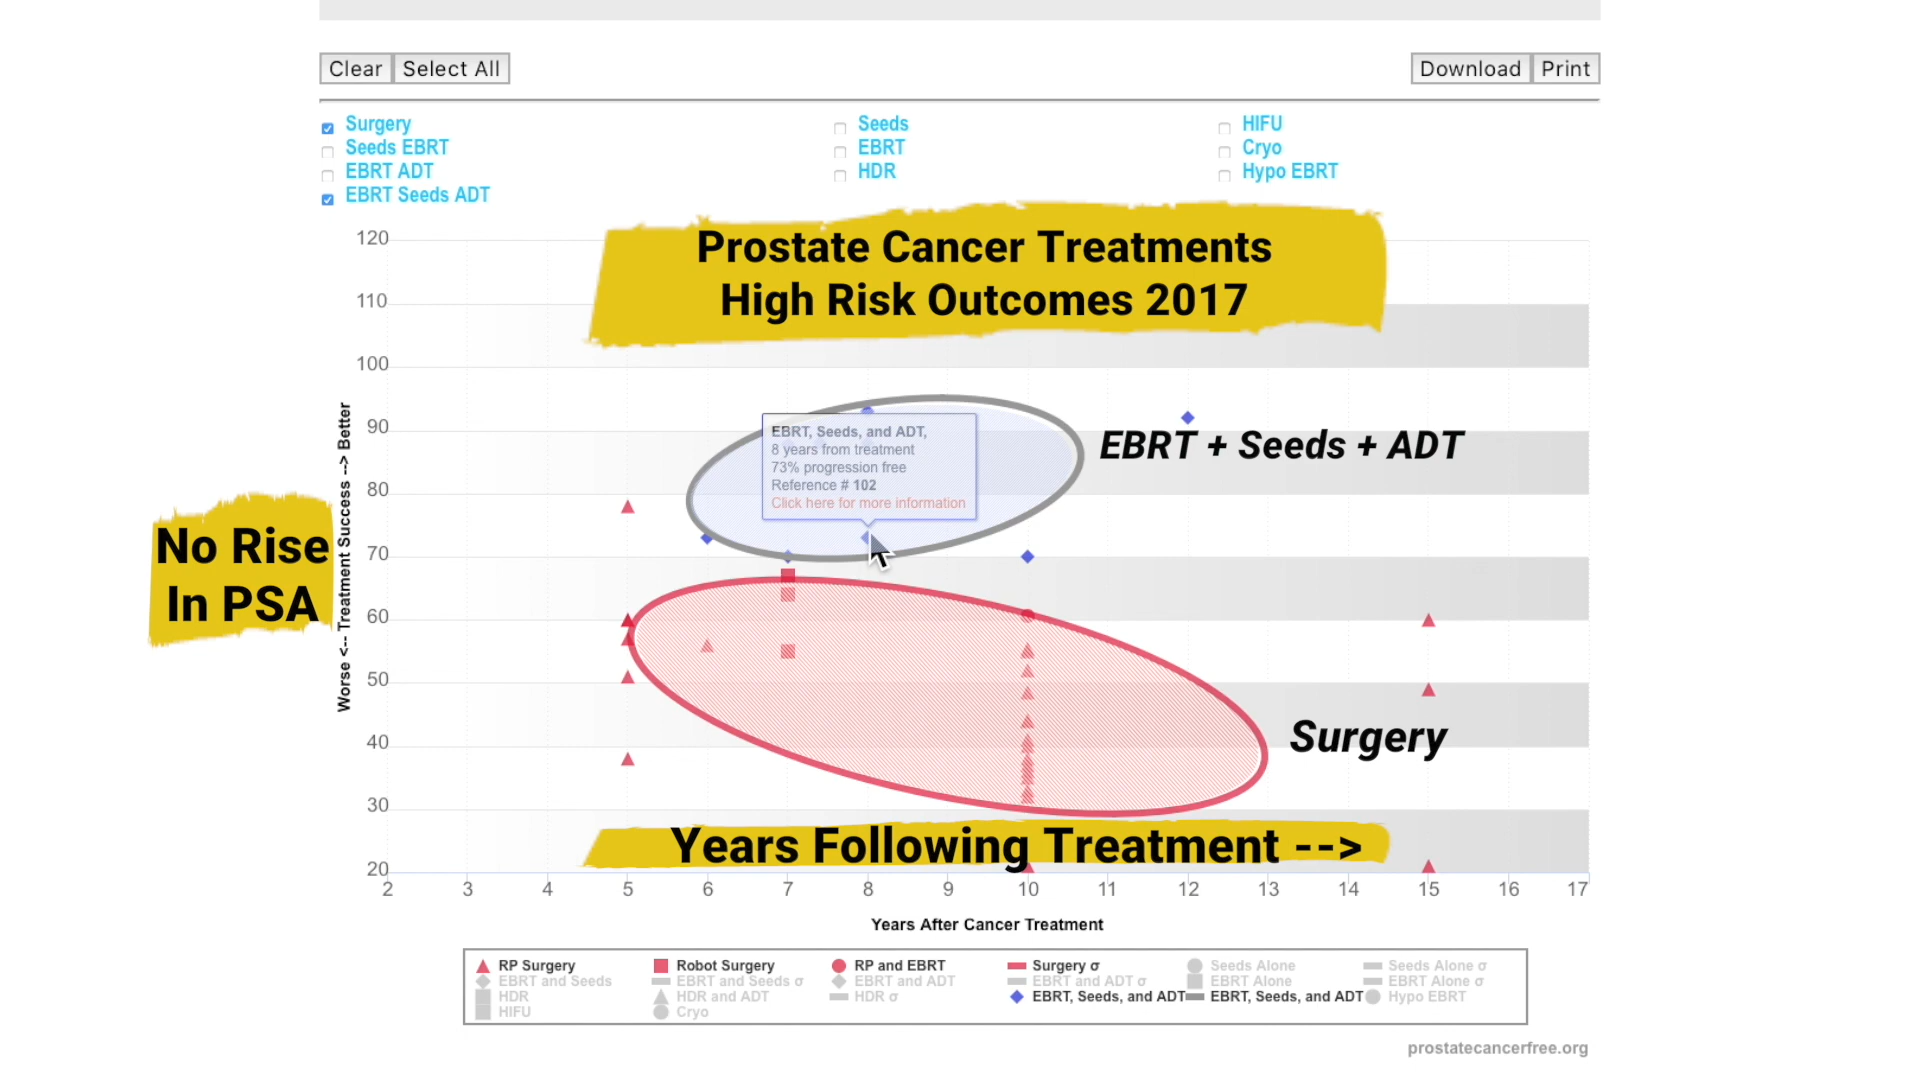 Clear
Select All
Download
Print
Surgery
Seeds
HIFU
Seeds EBRT
EBRT
Cryo
EBRT ADT
HDR
Hypo EBRT
EBRT Seeds ADT
Prostate Cancer Treatments
High Risk Outcomes 2017
120
110
100
90
80
70
60
50
40
30
20
Worse <-- Treatment Success --> Better
No Rise
In PSA
EBRT, Seeds, and ADT,
8 years from treatment
73% progression free
Reference # 102
Click here for more information
EBRT + Seeds + ADT
Surgery
Years Following Treatment -->
2 3 4 5 6 7 8 9 10 11 12 13 14 15 16 17
Years After Cancer Treatment
RP Surgery Robot Surgery RP and EBRT Surgery σ Seeds Alone Seeds Alone σ
EBRT and Seeds EBRT and Seeds σ EBRT and ADT EBRT and ADT σ EBRT Alone EBRT Alone σ
HDR HDR and ADT HDR σ EBRT, Seeds, and ADT EBRT, Seeds, and ADT Hypo EBRT
HIFU Cryo
prostatecancerfree.org